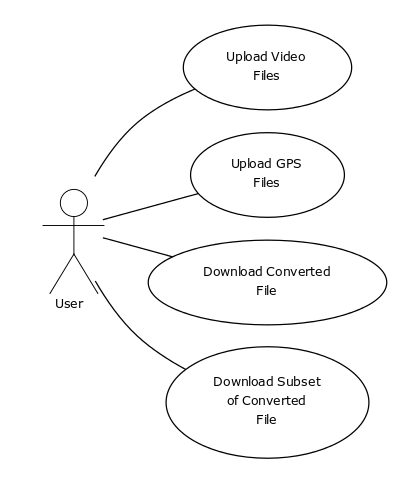 Upload Video
Files
Upload GPS
Files
Download Converted
File
User
Download Subset
of Converted
File